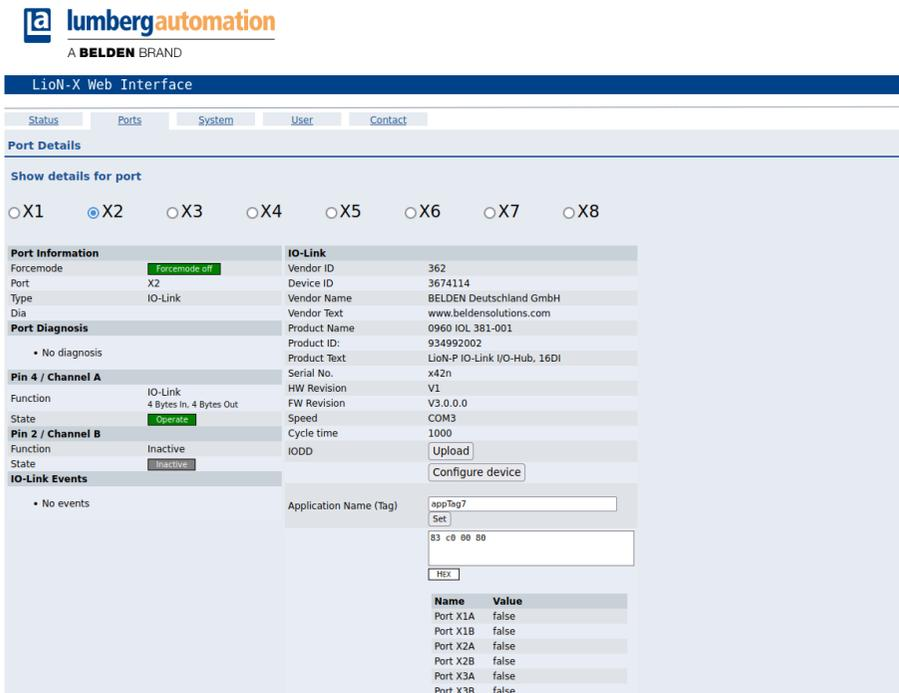 la lumbergautomation
A BELDEN BRAND
LioN-X Web Interface
Status Ports System User Contact
Port Details
Show details for port
X1 X2 X3 X4 X5 X6 X7 X8
Port Information
Forcemode Forcemode off
Port X2
Type IO-Link
Dia
Port Diagnosis
• No diagnosis
Pin 4 / Channel A
Function IO-Link
4 Bytes In, 4 Bytes Out
State Operate
Pin 2 / Channel B
Function Inactive
State Inactive
IO-Link Events
• No events
IO-Link
Vendor ID 362
Device ID 3674114
Vendor Name BELDEN Deutschland GmbH
Vendor Text www.beldensolutions.com
Product Name 0960 IOL 381-001
Product ID: 934992002
Product Text LioN-P IO-Link I/O-Hub, 16DI
Serial No. x42n
HW Revision V1
FW Revision V3.0.0.0
Speed COM3
Cycle time 1000
IODD Upload
Configure device
Application Name (Tag) appTag7
Set
83 c0 00 80
HEX
Name Value
Port X1A false
Port X1B false
Port X2A false
Port X2B false
Port X3A false
Port X3B false